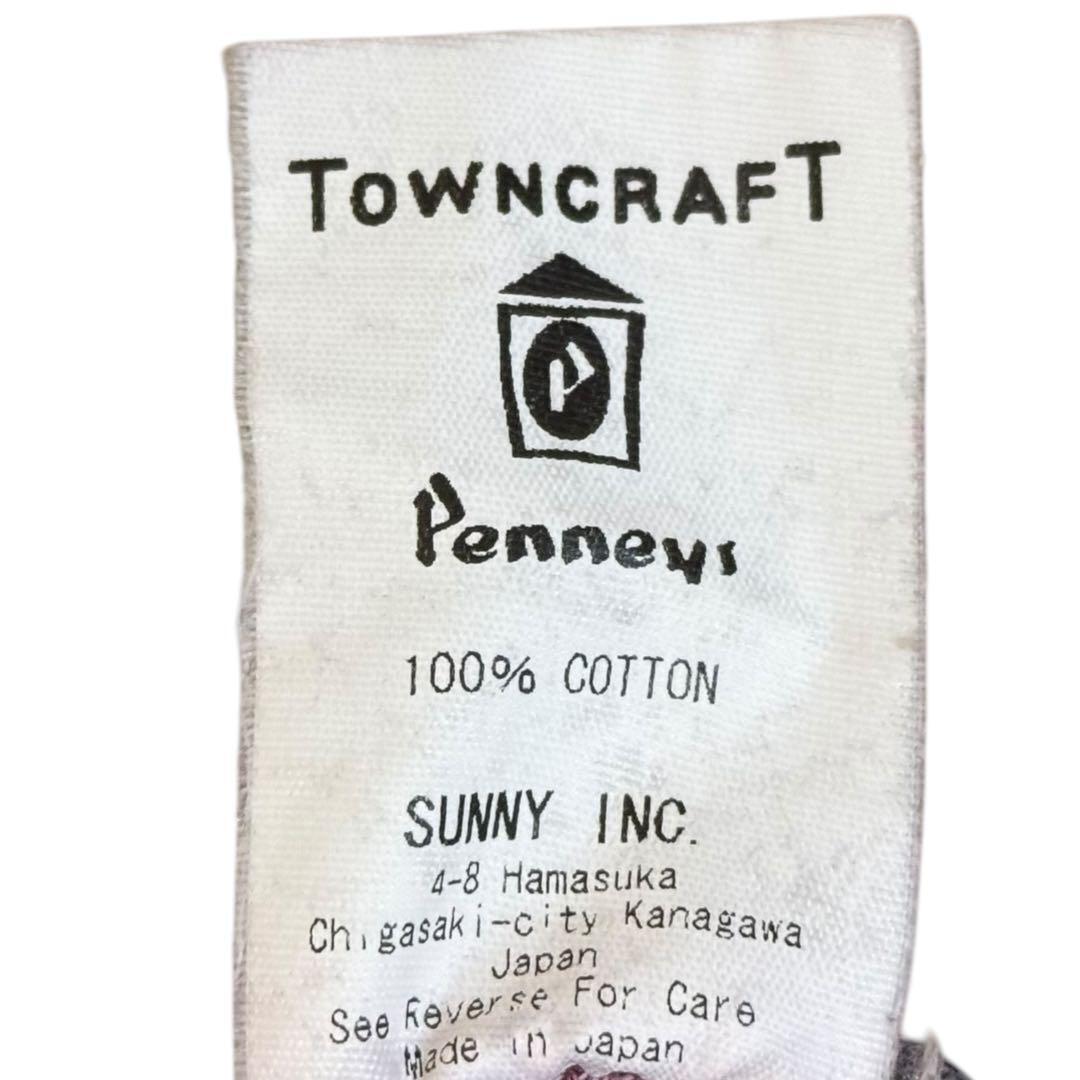 TOWNCRAFT
P
Penneys
100% COTTON
SUNNY INC.
4-8 Hamasuka
Chigasaki-city Kanagawa
Japan
See Reverse For Care
Made in Japan